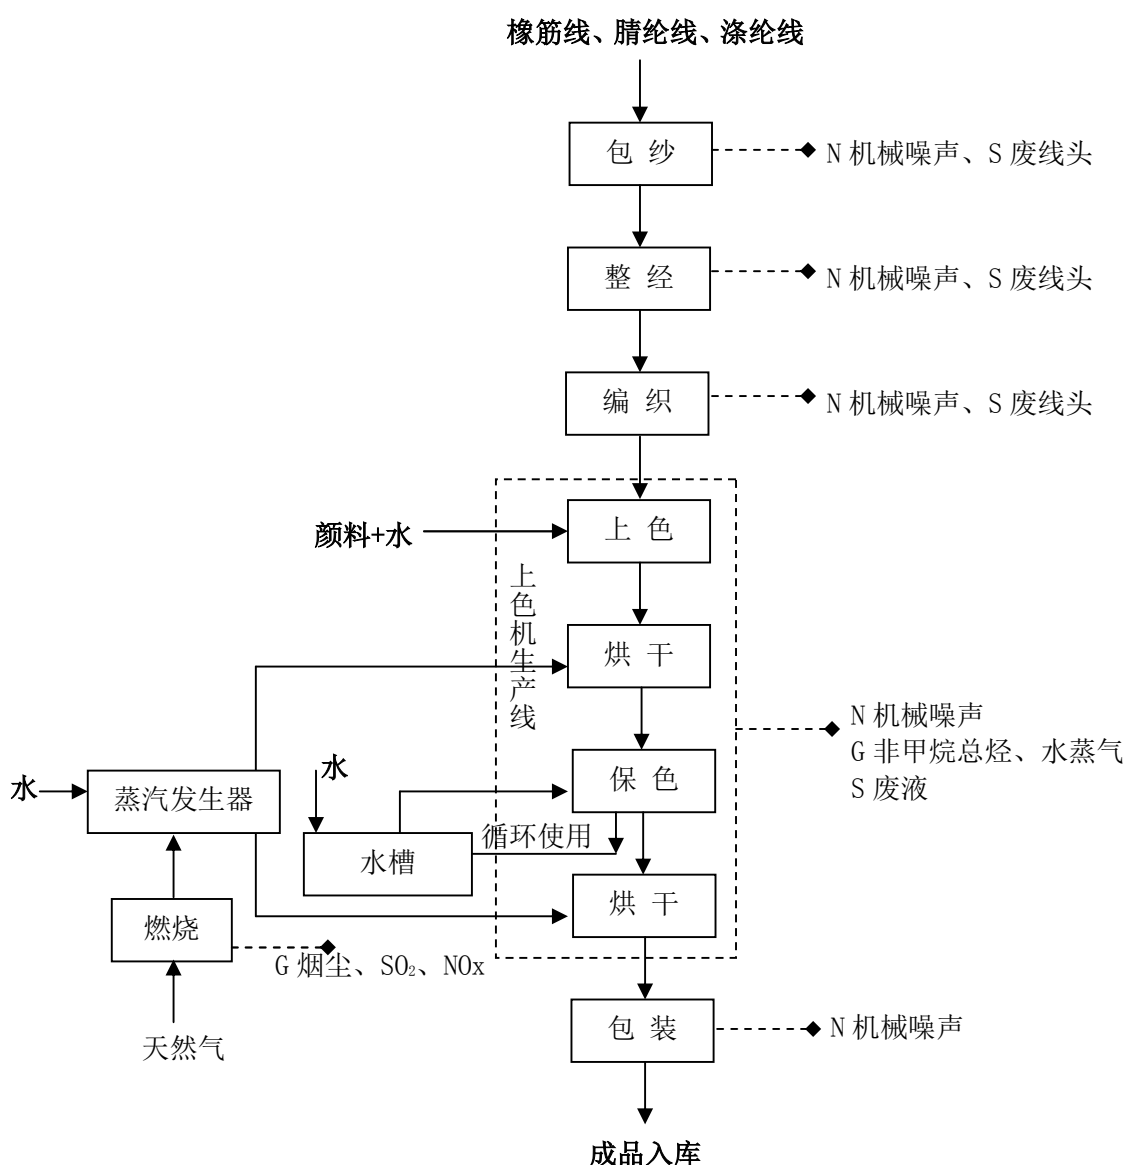 橡筋线、腈纶线、涤纶线
包 纱
N 机械噪声、S 废线头
整 经
N 机械噪声、S 废线头
编 织
N 机械噪声、S 废线头
颜料+水
上 色
上色机生产线
烘 干
N 机械噪声
G 非甲烷总烃、水蒸气
S 废液
水
蒸汽发生器
水
保 色
循环使用
水槽
烘 干
燃烧
G 烟尘、SO₂、NOx
天然气
包 装
N 机械噪声
成品入库